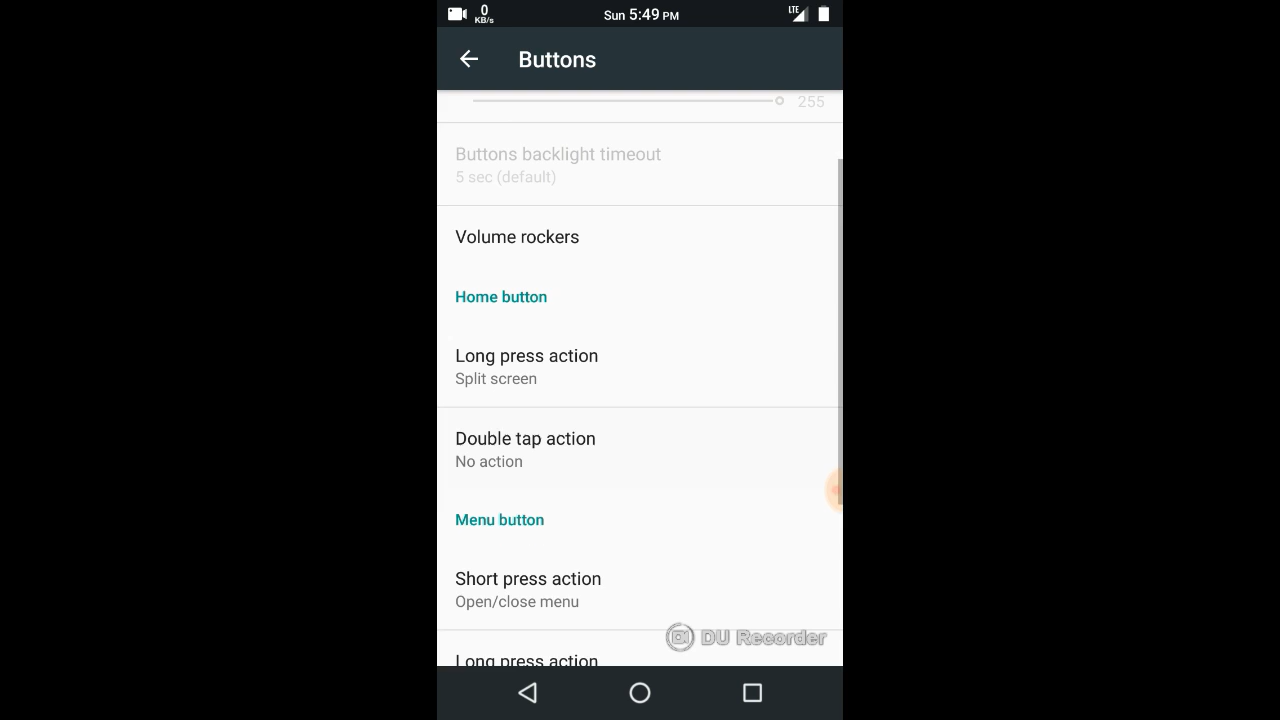 0
KB/s
Sun 5:49 PM
LTE
Buttons
255
Buttons backlight timeout
5 sec (default)
Volume rockers
Home button
Long press action
Split screen
Double tap action
No action
Menu button
Short press action
Open/close menu
DU Recorder
Long press action